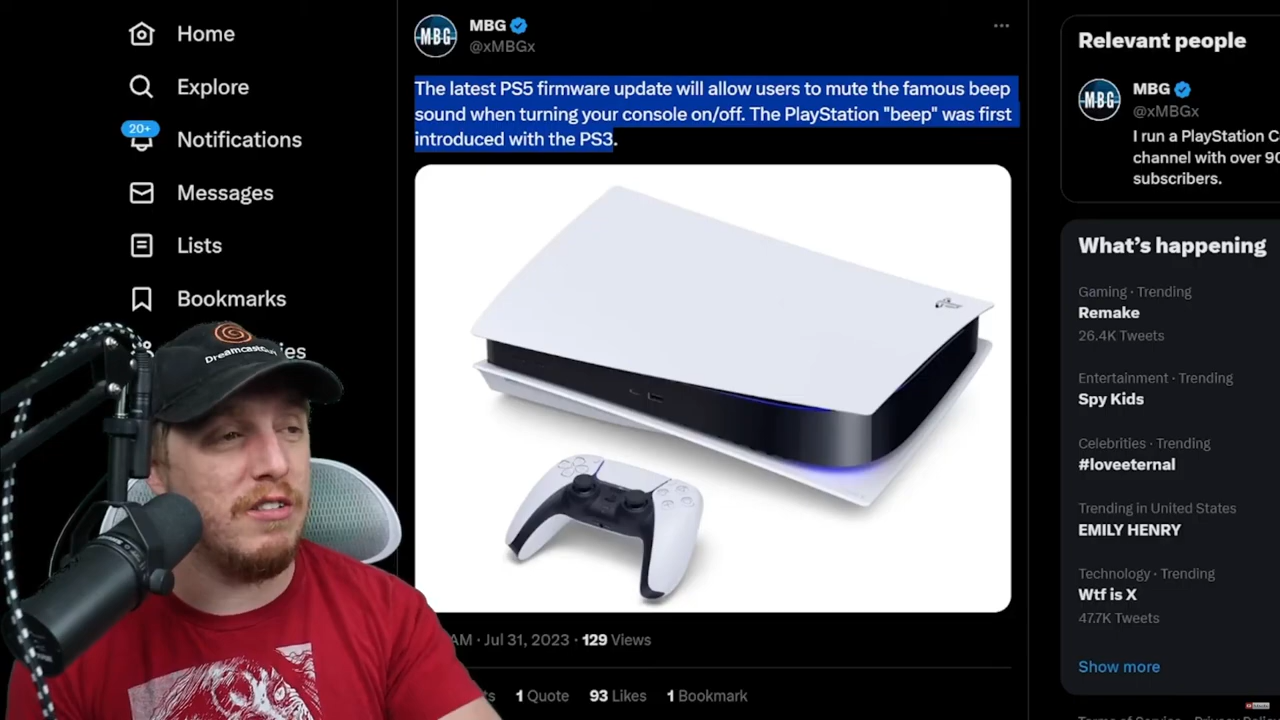 Home
Explore
20+
Notifications
Messages
Lists
Bookmarks
MBG
MBG
@xMBGx
The latest PS5 firmware update will allow users to mute the famous beep
sound when turning your console on/off. The PlayStation "beep" was first
introduced with the PS3.
AM · Jul 31, 2023 · 129 Views
1 Quote 93 Likes 1 Bookmark
Relevant people
MBG
MBG
@xMBGx
I run a PlayStation C
channel with over 90
subscribers.
What's happening
Gaming · Trending
Remake
26.4K Tweets
Entertainment · Trending
Spy Kids
Celebrities · Trending
#loveeternal
Trending in United States
EMILY HENRY
Technology · Trending
Wtf is X
47.7K Tweets
Show more